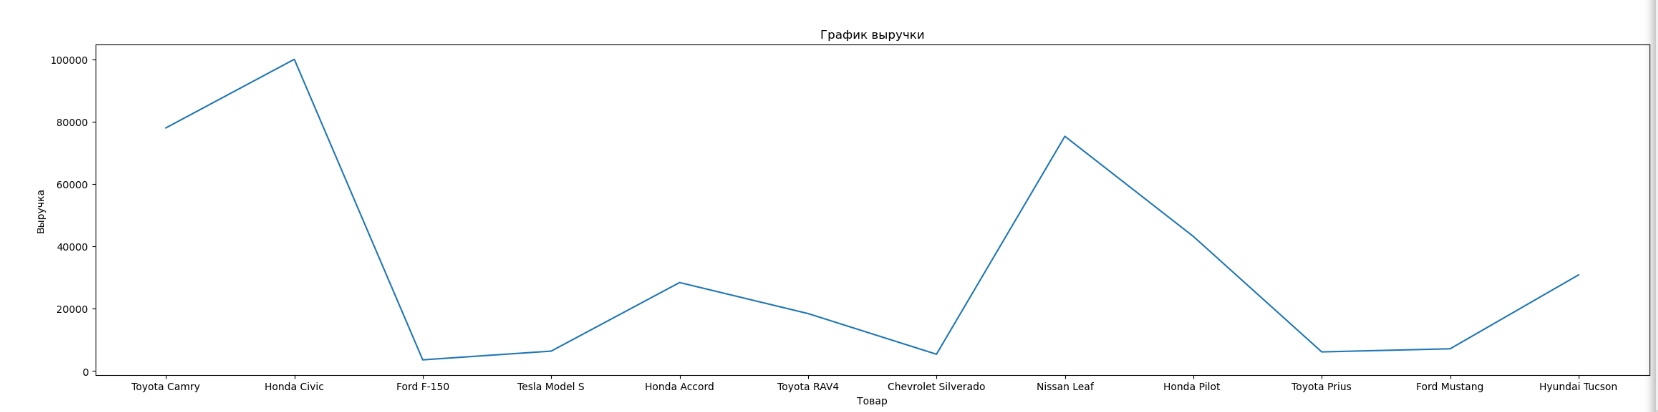 График выручки
100000
80000
60000
40000
20000
0
Выручка
Toyota Camry Honda Civic Ford F-150 Tesla Model S Honda Accord Toyota RAV4 Chevrolet Silverado Nissan Leaf Honda Pilot Toyota Prius Ford Mustang Hyundai Tucson
Товар